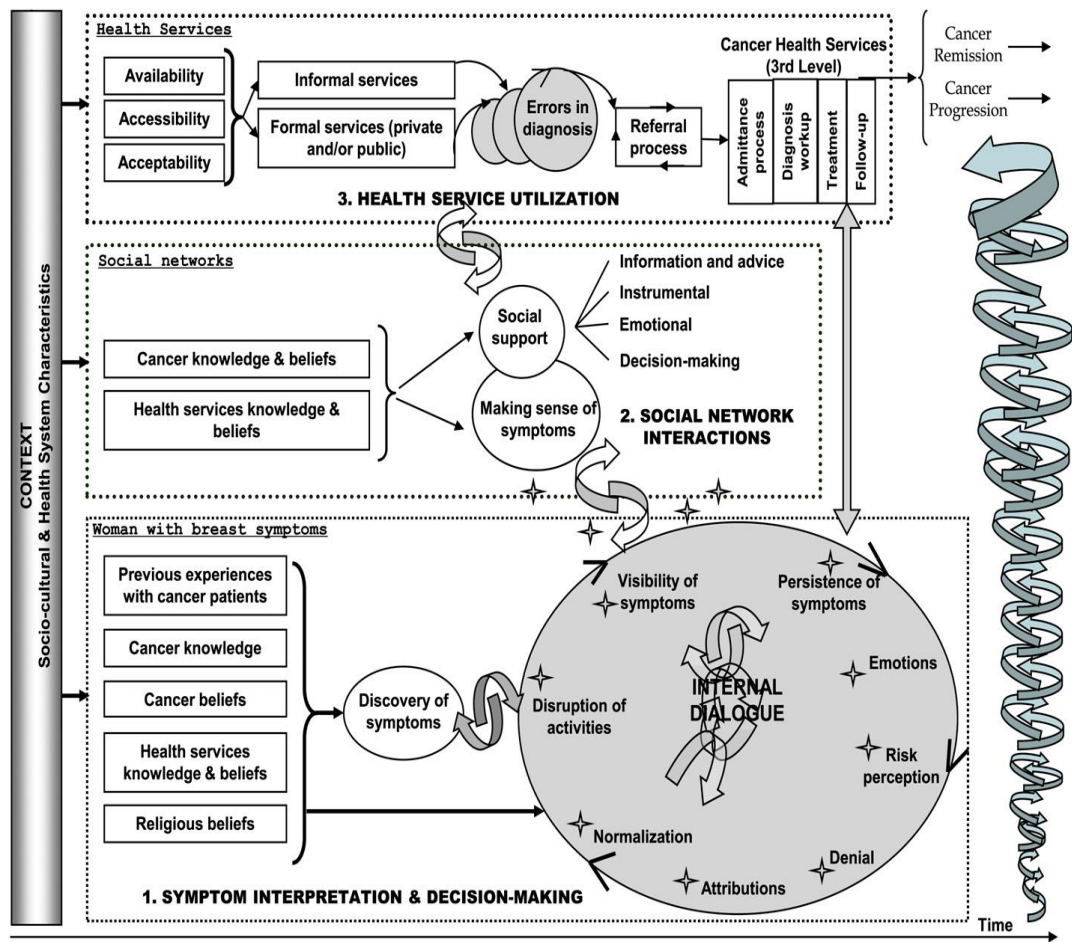 CONTEXT
Socio-cultural & Health System Characteristics
Health Services
Availability
Accessibility
Acceptability
Informal services
Formal services (private
and/or public)
Errors in
diagnosis
Referral
process
Cancer Health Services
(3rd Level)
Admittance
process
Diagnosis
workup
Treatment
Follow-up
Cancer
Remission
Cancer
Progression
3. HEALTH SERVICE UTILIZATION
Social networks
Cancer knowledge & beliefs
Health services knowledge &
beliefs
Social
support
Making sense of
symptoms
Information and advice
Instrumental
Emotional
Decision-making
2. SOCIAL NETWORK
INTERACTIONS
Woman with breast symptoms
Previous experiences
with cancer patients
Cancer knowledge
Cancer beliefs
Health services
knowledge & beliefs
Religious beliefs
Discovery of
symptoms
Visibility of
symptoms
Persistence of
symptoms
Disruption of
activities
Emotions
INTERNAL
DIALOGUE
Risk
perception
Normalization
Denial
Attributions
1. SYMPTOM INTERPRETATION & DECISION-MAKING
Time